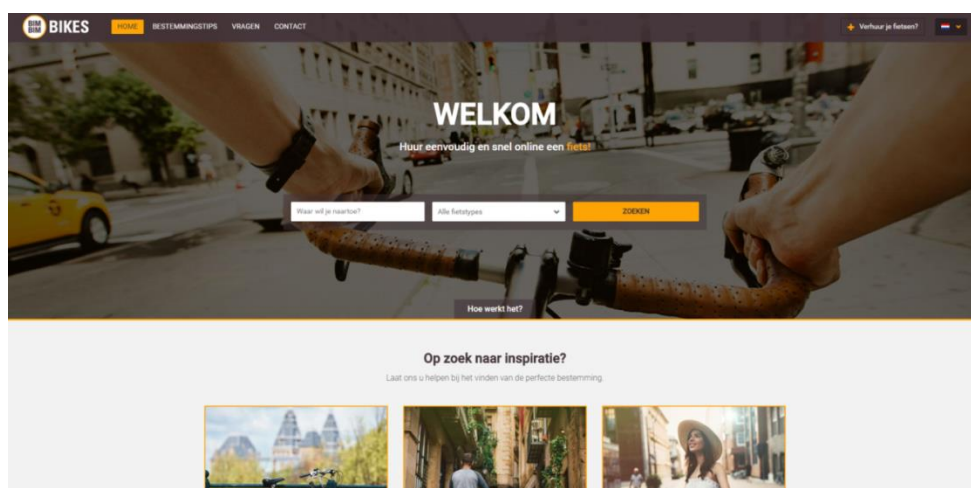 BIM
BIM
BIKES
HOME
BESTEMMINGSTIPS
VRAGEN
CONTACT
Verhuur je fietsen?
WELKOM
Huur eenvoudig en snel online een fiets!
Waar wil je naartoe?
Alle fietstypes
ZOEKEN
Hoe werkt het?
Op zoek naar inspiratie?
Laat ons u helpen bij het vinden van de perfecte bestemming.